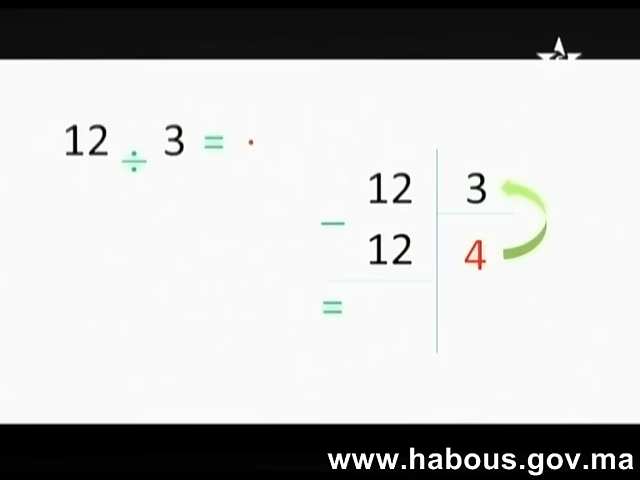 12 ÷ 3 = .
12 3
− 12 4
=
www.habous.gov.ma